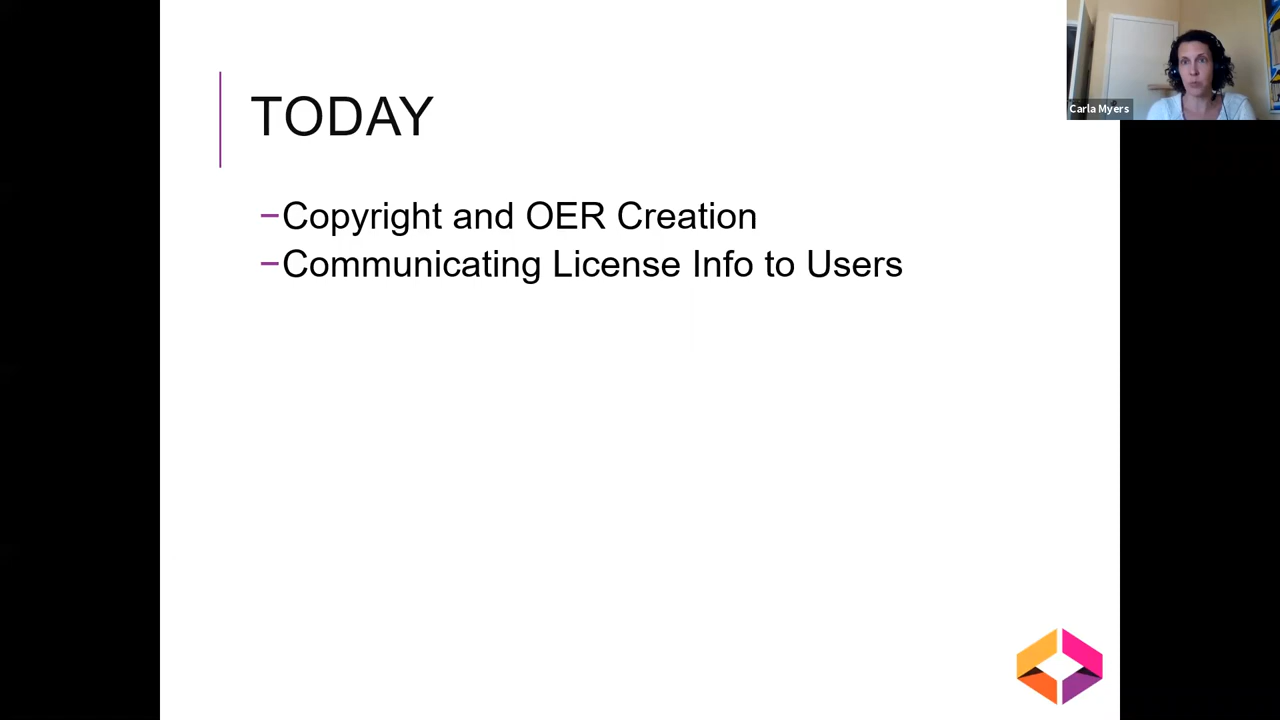 TODAY
–Copyright and OER Creation
–Communicating License Info to Users
Carla Myers